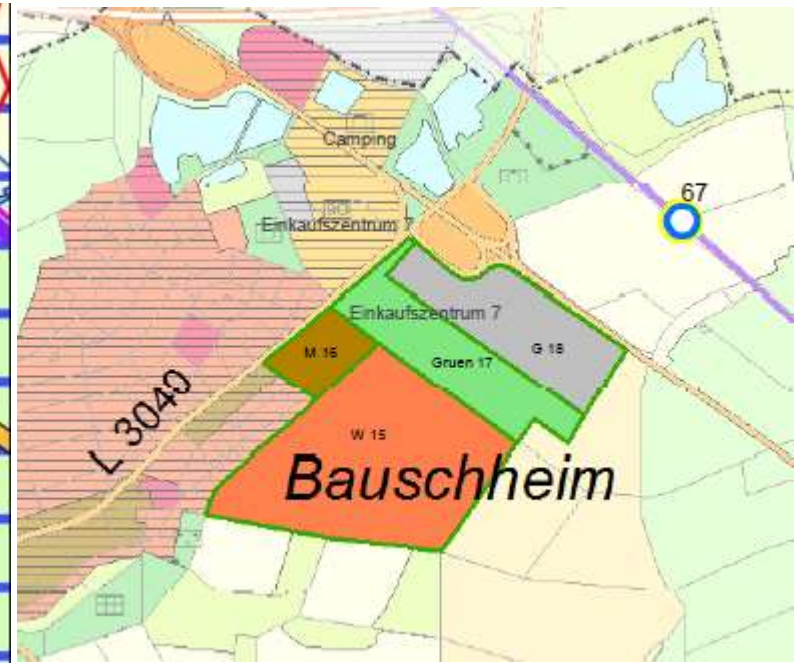 67
Camping
Einkaufszentrum 7
Einkaufszentrum 7
M 16
Gruen 17
G 18
L 3040
W 15
Bauschheim